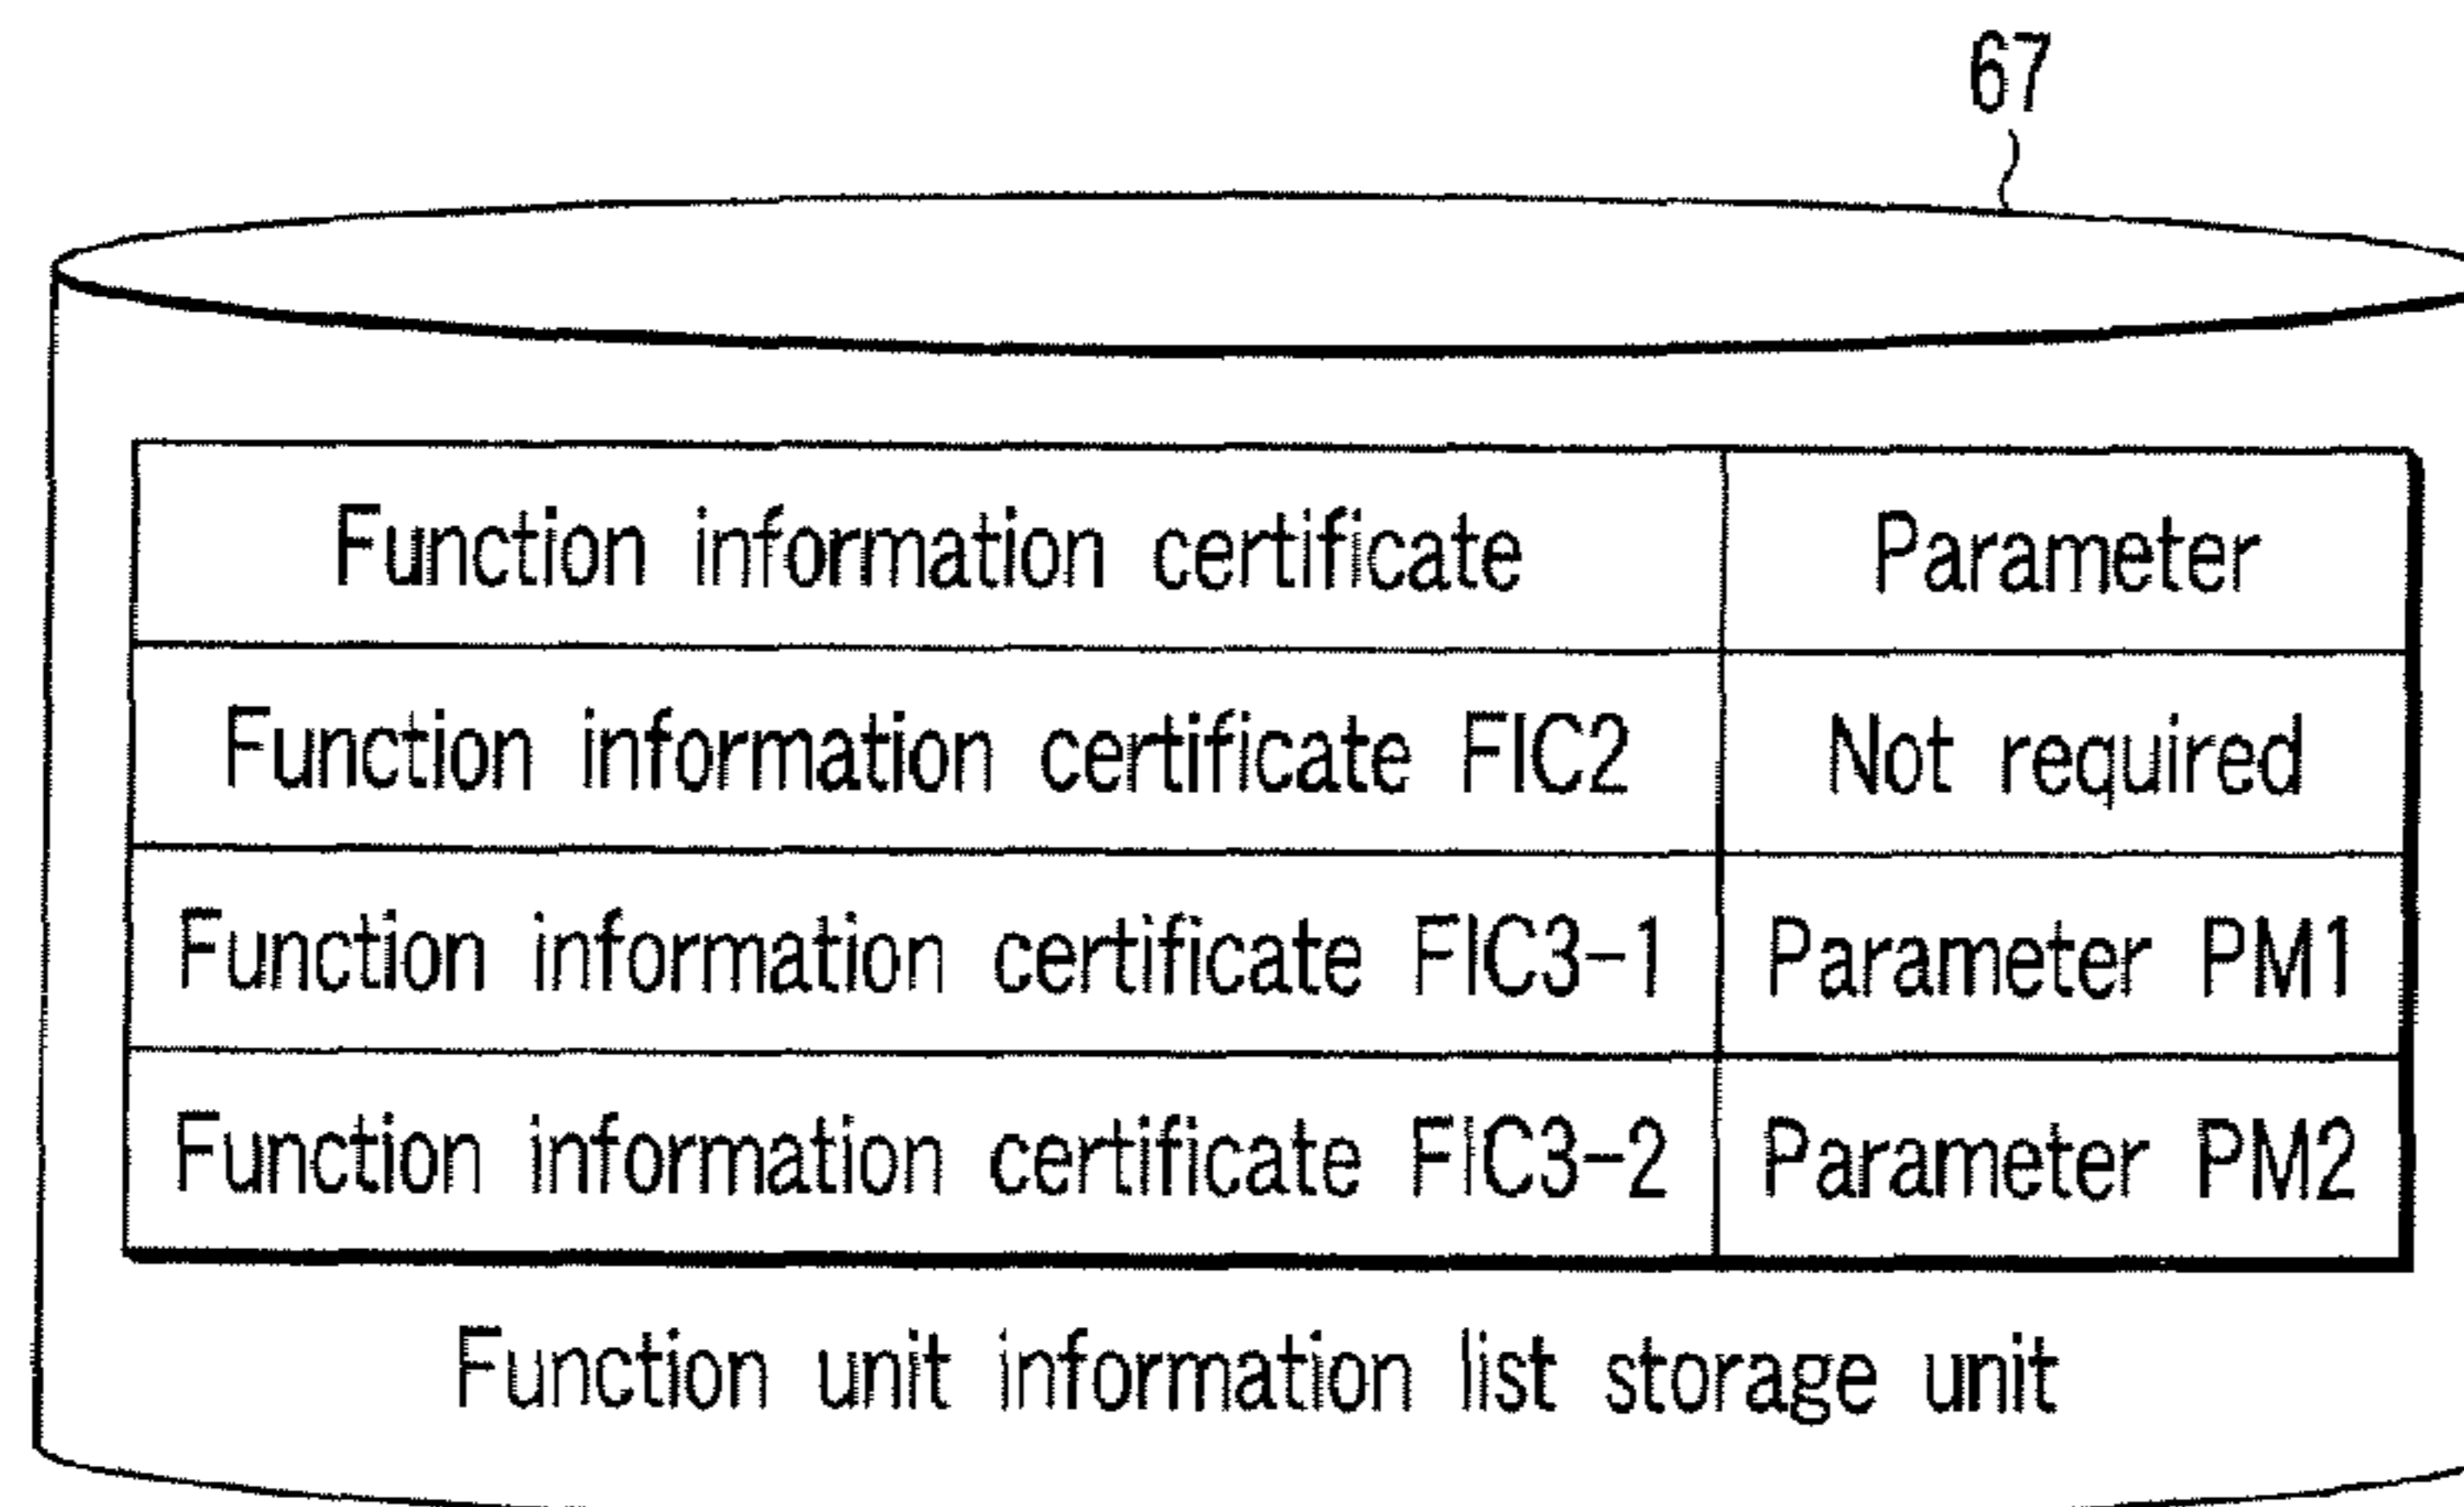 67
Function information certificate Parameter
Function information certificate FIC2 Not required
Function information certificate FIC3-1 Parameter PM1
Function information certificate FIC3-2 Parameter PM2
Function unit information list storage unit